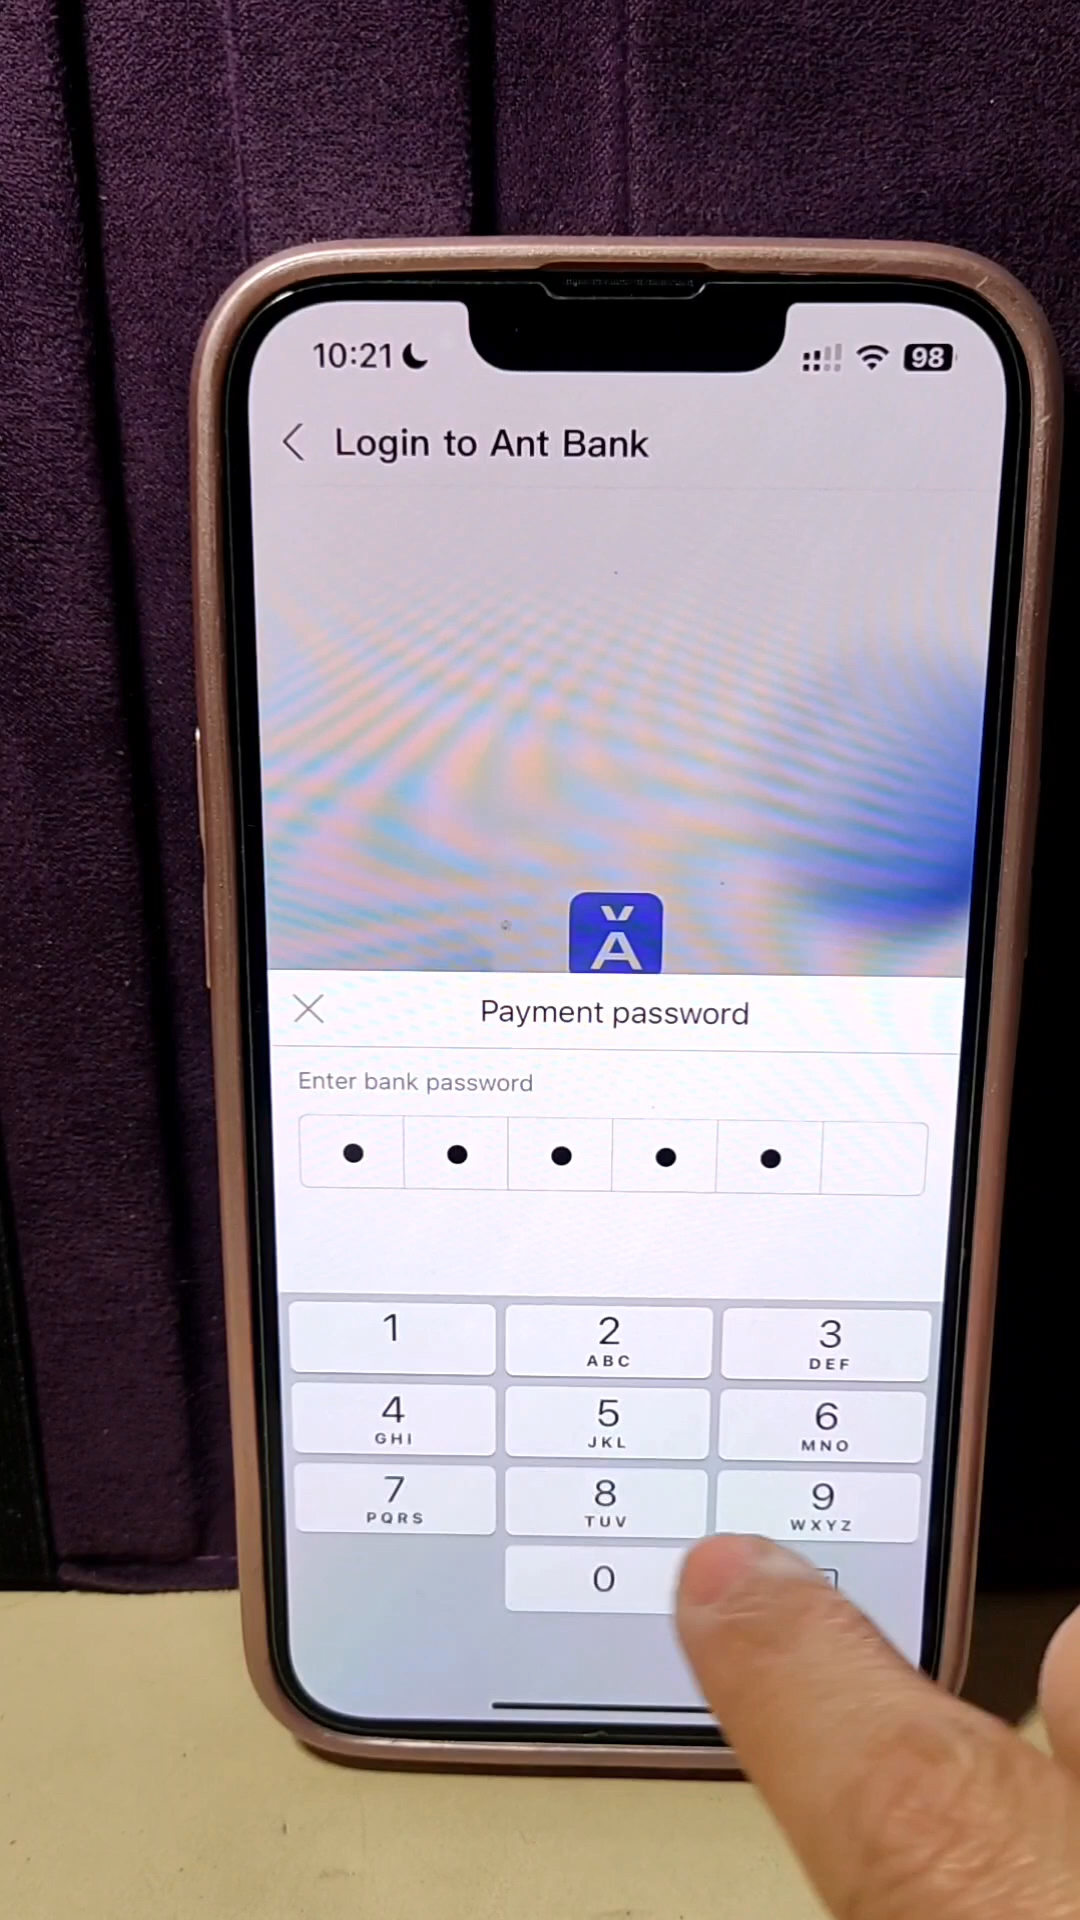 10:21
98
Login to Ant Bank
Ǎ
Payment password
Enter bank password
1
2
ABC
3
DEF
4
GHI
5
JKL
6
MNO
7
PQRS
8
TUV
9
WXYZ
0